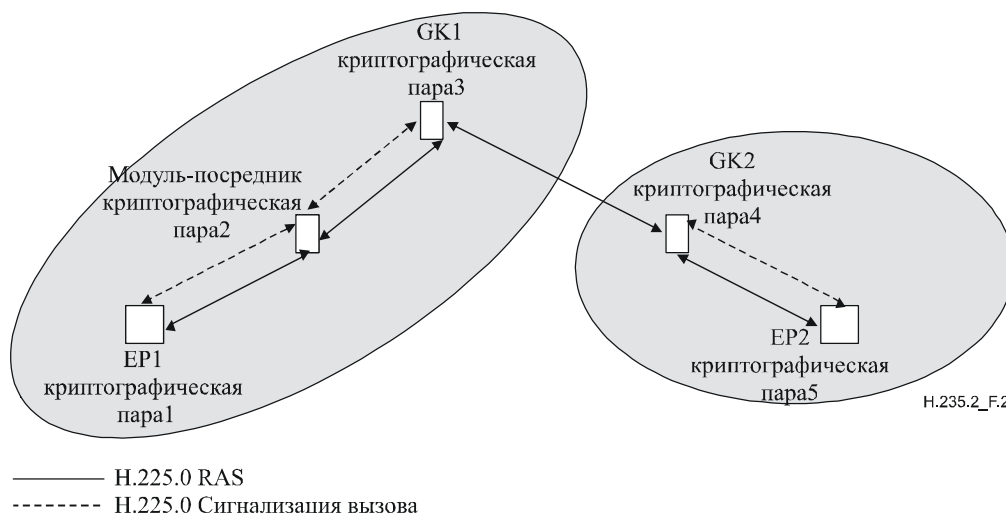 GK1
криптографическая
пара3
Модуль-посредник
криптографическая
пара2
EP1
криптографическая
пара1
GK2
криптографическая
пара4
EP2
криптографическая
пара5
H.235.2_F.2
H.225.0 RAS
H.225.0 Сигнализация вызова